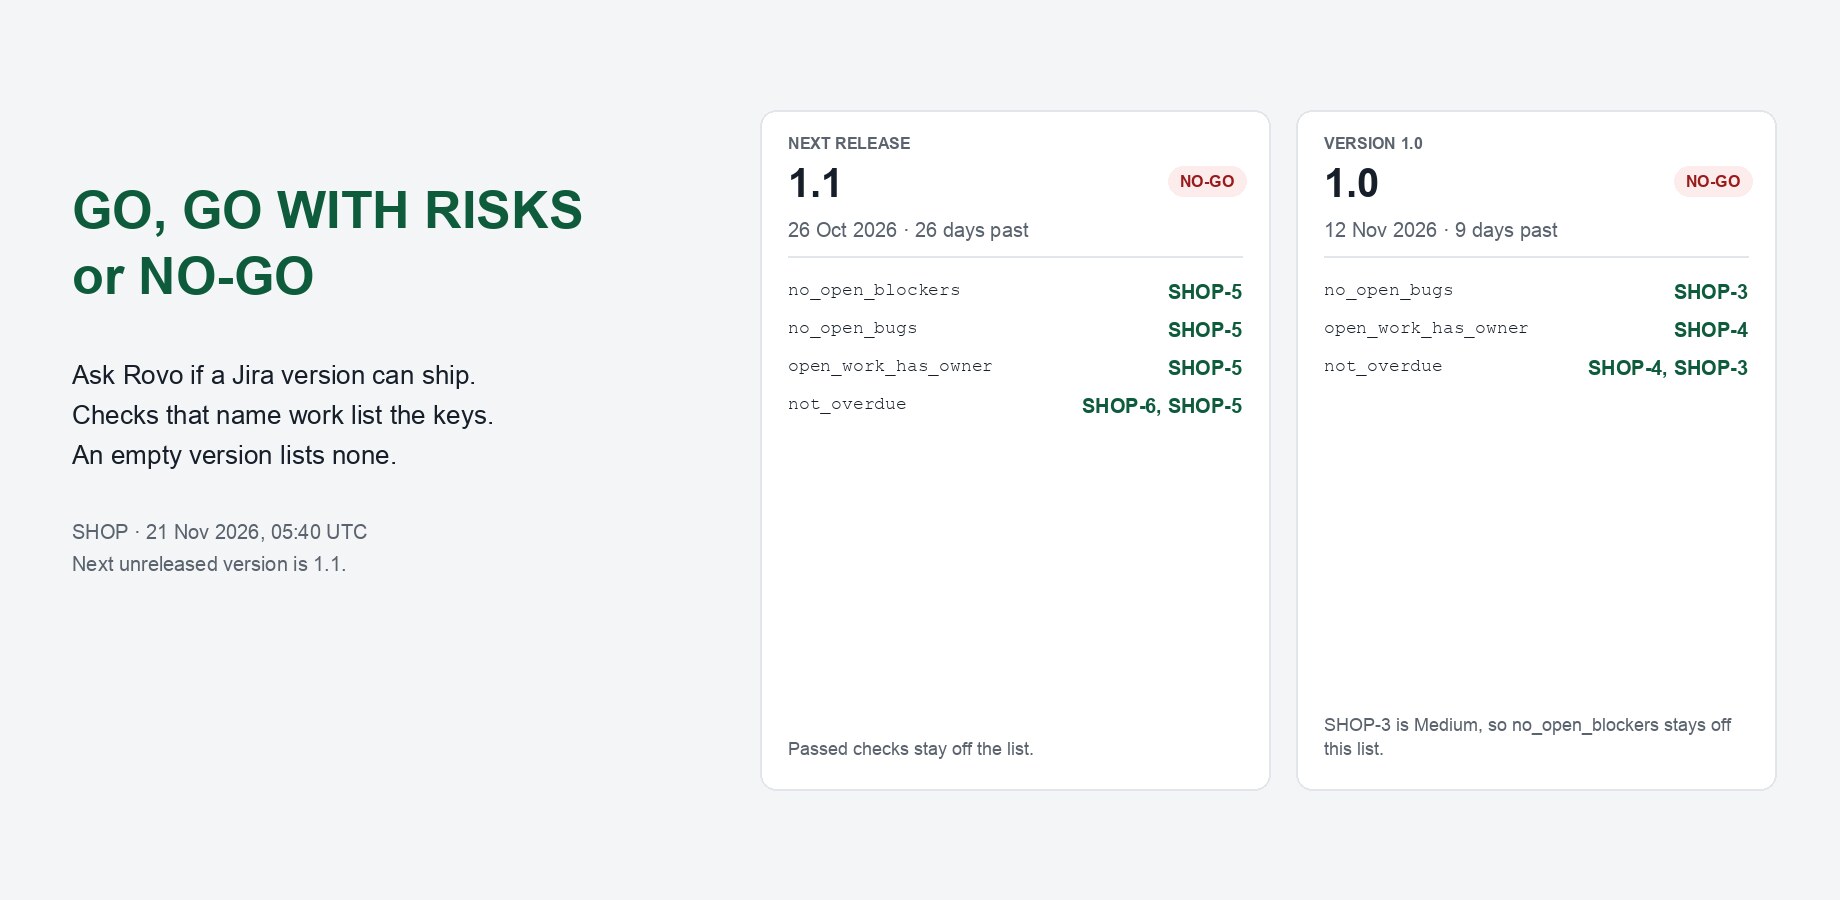 GO, GO WITH RISKS
or NO-GO
Ask Rovo if a Jira version can ship.
Checks that name work list the keys.
An empty version lists none.
SHOP · 21 Nov 2026, 05:40 UTC
Next unreleased version is 1.1.
NEXT RELEASE
1.1 NO-GO
26 Oct 2026 · 26 days past
no_open_blockers SHOP-5
no_open_bugs SHOP-5
open_work_has_owner SHOP-5
not_overdue SHOP-6, SHOP-5
Passed checks stay off the list.
VERSION 1.0
1.0 NO-GO
12 Nov 2026 · 9 days past
no_open_bugs SHOP-3
open_work_has_owner SHOP-4
not_overdue SHOP-4, SHOP-3
SHOP-3 is Medium, so no_open_blockers stays off
this list.